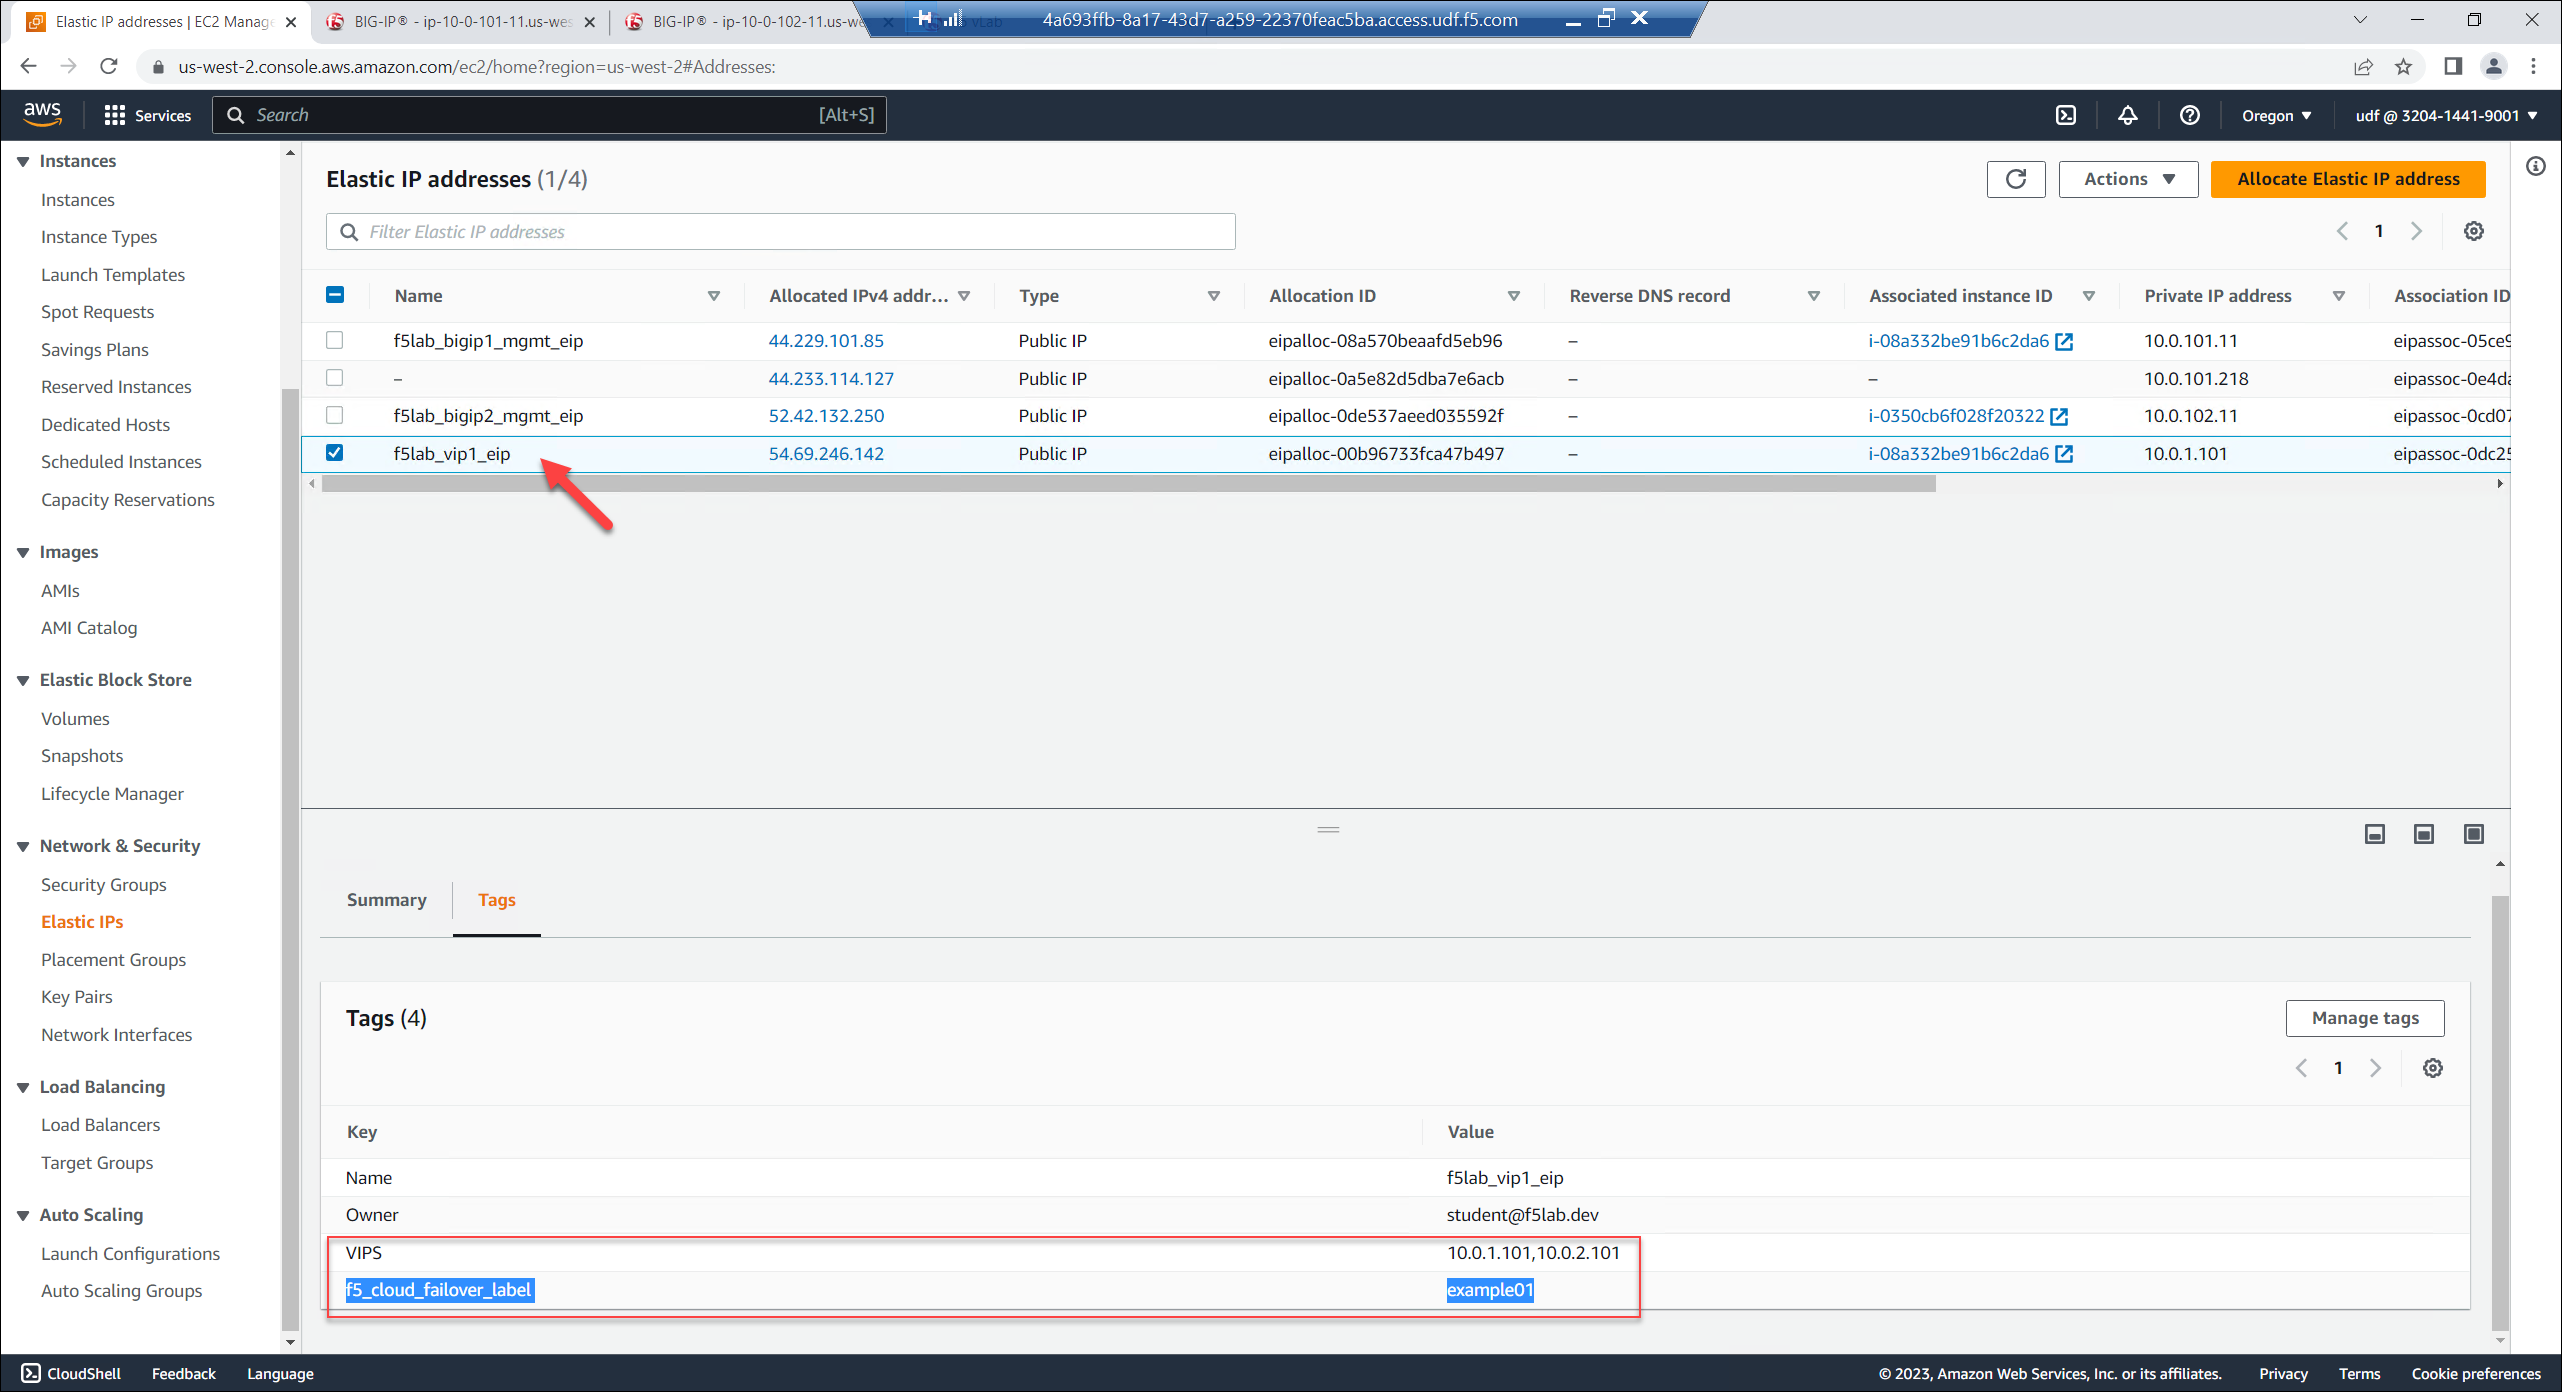 Elastic IP addresses | EC2 Manage
BIG-IP® - ip-10-0-101-11.us-wes
BIG-IP® - ip-10-0-102-11.us-we
4a693ffb-8a17-43d7-a259-22370feac5ba.access.udf.f5.com
us-west-2.console.aws.amazon.com/ec2/home?region=us-west-2#Addresses:
aws
Services
Search
[Alt+S]
Oregon
udf @ 3204-1441-9001
Instances
Instances
Instance Types
Launch Templates
Spot Requests
Savings Plans
Reserved Instances
Dedicated Hosts
Scheduled Instances
Capacity Reservations
Images
AMIs
AMI Catalog
Elastic Block Store
Volumes
Snapshots
Lifecycle Manager
Network & Security
Security Groups
Elastic IPs
Placement Groups
Key Pairs
Network Interfaces
Load Balancing
Load Balancers
Target Groups
Auto Scaling
Launch Configurations
Auto Scaling Groups
Elastic IP addresses (1/4)
Actions
Allocate Elastic IP address
Filter Elastic IP addresses
1
Name Allocated IPv4 addr... Type Allocation ID Reverse DNS record Associated instance ID Private IP address Association ID
f5lab_bigip1_mgmt_eip 44.229.101.85 Public IP eipalloc-08a570beaafd5eb96 – i-08a332be91b6c2da6 10.0.101.11 eipassoc-05ce9
– 44.233.114.127 Public IP eipalloc-0a5e82d5dba7e6acb – – 10.0.101.218 eipassoc-0e4da
f5lab_bigip2_mgmt_eip 52.42.132.250 Public IP eipalloc-0de537aeed035592f – i-0350cb6f028f20322 10.0.102.11 eipassoc-0cd07
f5lab_vip1_eip 54.69.246.142 Public IP eipalloc-00b96733fca47b497 – i-08a332be91b6c2da6 10.0.1.101 eipassoc-0dc25
Summary
Tags
Tags (4)
Manage tags
1
Key Value
Name f5lab_vip1_eip
Owner student@f5lab.dev
VIPS 10.0.1.101,10.0.2.101
f5_cloud_failover_label example01
CloudShell
Feedback
Language
© 2023, Amazon Web Services, Inc. or its affiliates.
Privacy
Terms
Cookie preferences